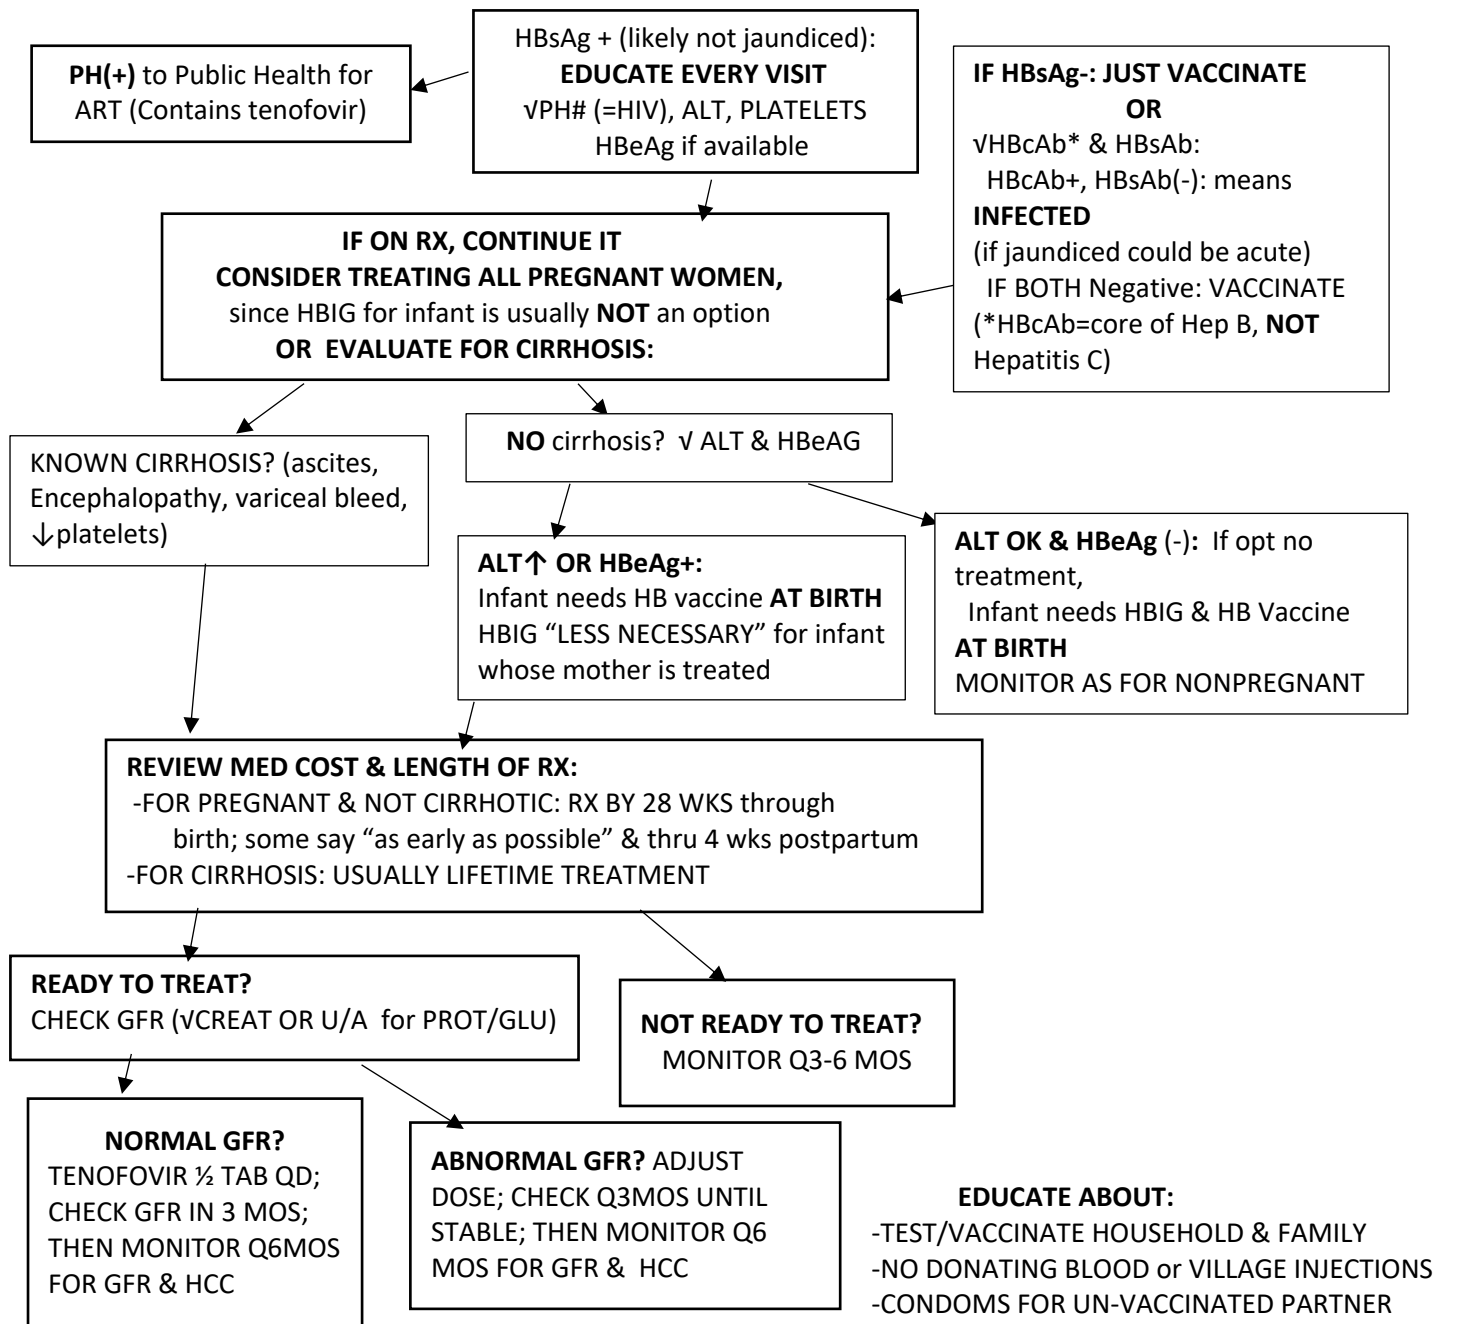 HBsAg + (likely not jaundiced):
EDUCATE EVERY VISIT
√PH# (=HIV), ALT, PLATELETS
HBeAg if available
PH(+) to Public Health for
ART (Contains tenofovir)
IF HBsAg-: JUST VACCINATE
OR
√HBcAb* & HBsAb:
HBcAb+, HBsAb(-): means
INFECTED
(if jaundiced could be acute)
IF BOTH Negative: VACCINATE
(*HBcAb=core of Hep B, NOT
Hepatitis C)
IF ON RX, CONTINUE IT
CONSIDER TREATING ALL PREGNANT WOMEN,
since HBIG for infant is usually NOT an option
OR EVALUATE FOR CIRRHOSIS:
KNOWN CIRRHOSIS? (ascites,
Encephalopathy, variceal bleed,
↓platelets)
NO cirrhosis? √ ALT & HBeAG
ALT↑ OR HBeAg+:
Infant needs HB vaccine AT BIRTH
HBIG “LESS NECESSARY” for infant
whose mother is treated
ALT OK & HBeAg (-): If opt no
treatment,
Infant needs HBIG & HB Vaccine
AT BIRTH
MONITOR AS FOR NONPREGNANT
REVIEW MED COST & LENGTH OF RX:
-FOR PREGNANT & NOT CIRRHOTIC: RX BY 28 WKS through
birth; some say “as early as possible” & thru 4 wks postpartum
-FOR CIRRHOSIS: USUALLY LIFETIME TREATMENT
READY TO TREAT?
CHECK GFR (√CREAT OR U/A for PROT/GLU)
NOT READY TO TREAT?
MONITOR Q3-6 MOS
NORMAL GFR?
TENOFOVIR ½ TAB QD;
CHECK GFR IN 3 MOS;
THEN MONITOR Q6MOS
FOR GFR & HCC
ABNORMAL GFR? ADJUST
DOSE; CHECK Q3MOS UNTIL
STABLE; THEN MONITOR Q6
MOS FOR GFR & HCC
EDUCATE ABOUT:
-TEST/VACCINATE HOUSEHOLD & FAMILY
-NO DONATING BLOOD or VILLAGE INJECTIONS
-CONDOMS FOR UN-VACCINATED PARTNER